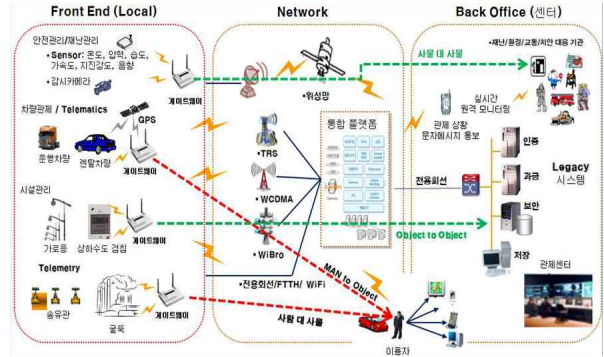 Front End (Local)
Network
Back Office (센터)
안전관리/재난관리
•Sensor: 온도, 압력, 습도,
가속도, 지진강도, 음향
•감시카메라
게이트웨이
차량관제 / Telematics
GPS
운행차량
렌탈차량
게이트웨이
시설관리
가로등
상하수도 검침
게이트웨이
Telemetry
송유관
굴뚝
게이트웨이
•위성망
•TRS
•WCDMA
•WiBro
•전용회선/FTTH/ WiFi
통합 플랫폼
사물 대 사물
•재난/환경/교통/치안 대응 기관
실시간
원격 모니터링
관제 상황
문자메시지 통보
인증
과금
보안
저장
Legacy
시스템
전용회선
Object to Object
MAN to Object
사람 대 사물
관제센터
이용자